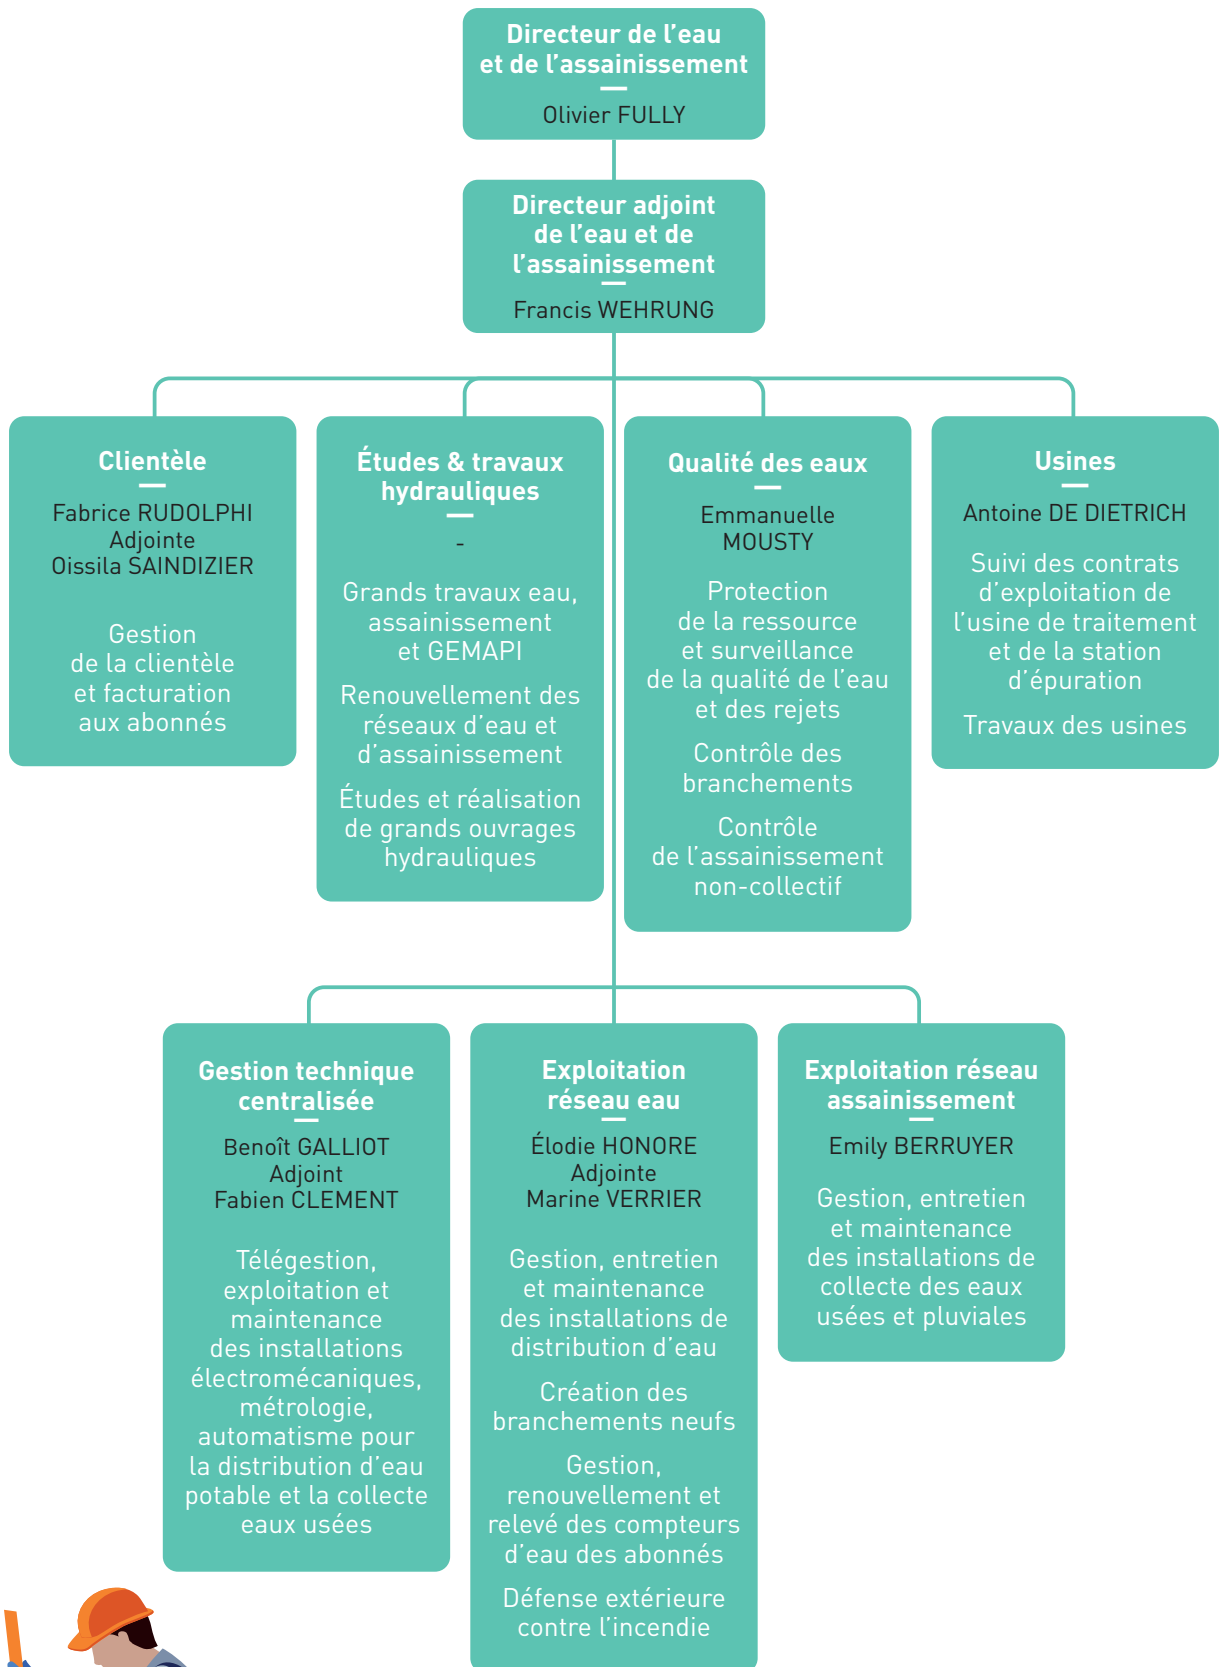 Directeur de l'eau
et de l'assainissement
Olivier FULLY
Directeur adjoint
de l'eau et de
l'assainissement
Francis WEHRUNG
Clientèle
Fabrice RUDOLPHI
Adjointe
Oissila SAINDIZIER
Gestion
de la clientèle
et facturation
aux abonnés
Études & travaux
hydrauliques
-
Grands travaux eau,
assainissement
et GEMAPI
Renouvellement des
réseaux d'eau et
d'assainissement
Études et réalisation
de grands ouvrages
hydrauliques
Qualité des eaux
Emmanuelle
MOUSTY
Protection
de la ressource
et surveillance
de la qualité de l'eau
et des rejets
Contrôle des
branchements
Contrôle
de l'assainissement
non-collectif
Usines
Antoine DE DIETRICH
Suivi des contrats
d'exploitation de
l'usine de traitement
et de la station
d'épuration
Travaux des usines
Gestion technique
centralisée
Benoît GALLIOT
Adjoint
Fabien CLEMENT
Télégestion,
exploitation et
maintenance
des installations
électromécaniques,
métrologie,
automatisme pour
la distribution d'eau
potable et la collecte
eaux usées
Exploitation
réseau eau
Élodie HONORE
Adjointe
Marine VERRIER
Gestion, entretien
et maintenance
des installations de
distribution d'eau
Création des
branchements neufs
Gestion,
renouvellement et
relevé des compteurs
d'eau des abonnés
Défense extérieure
contre l'incendie
Exploitation réseau
assainissement
Emily BERRUYER
Gestion, entretien
et maintenance
des installations de
collecte des eaux
usées et pluviales